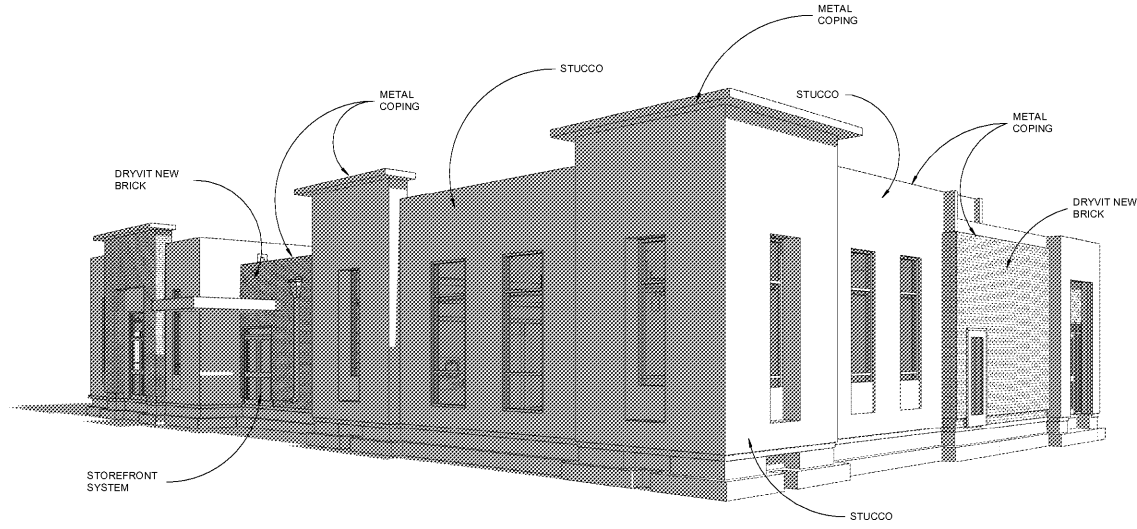 METAL
COPING
STUCCO
METAL
COPING
STUCCO
METAL
COPING
DRYVIT NEW
BRICK
DRYVIT NEW
BRICK
STOREFRONT
SYSTEM
STUCCO